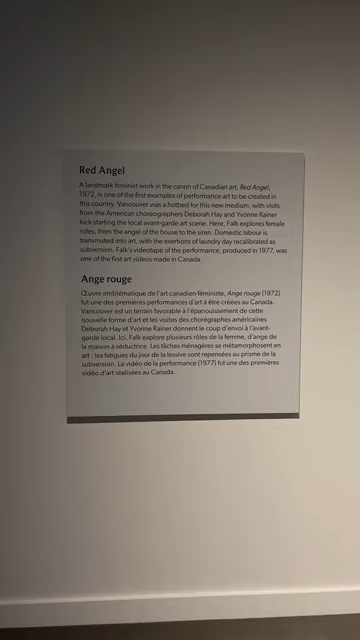 Red Angel
A landmark feminist work in the canon of Canadian art, Red Angel,
1972, is one of the first examples of performance art to be created in
this country. Vancouver was a hotbed for this new medium, with visits
from the American choreographers Deborah Hay and Yvonne Rainer
kick-starting the local avant-garde art scene. Here, Falk explores female
roles, from the angel of the house to the siren. Domestic labour is
transmuted into art, with the exertions of laundry day recalibrated as
subversion. Falk's videotape of the performance, produced in 1977, was
one of the first art videos made in Canada.
Ange rouge
Œuvre emblématique de l'art canadien féministe, Ange rouge (1972)
fut une des premières performances d'art à être créées au Canada.
Vancouver est un terrain favorable à l'épanouissement de cette
nouvelle forme d'art et les visites des chorégraphes américaines
Deborah Hay et Yvonne Rainer donnent le coup d'envoi à l'avant-
garde local. Ici, Falk explore plusieurs rôles de la femme, d'ange de
la maison à séductrice. Les tâches ménagères se métamorphosent en
art : les fatigues du jour de la lessive sont repensées au prisme de la
subversion. La vidéo de la performance (1977) fut une des premières
vidéo d'art réalisées au Canada.